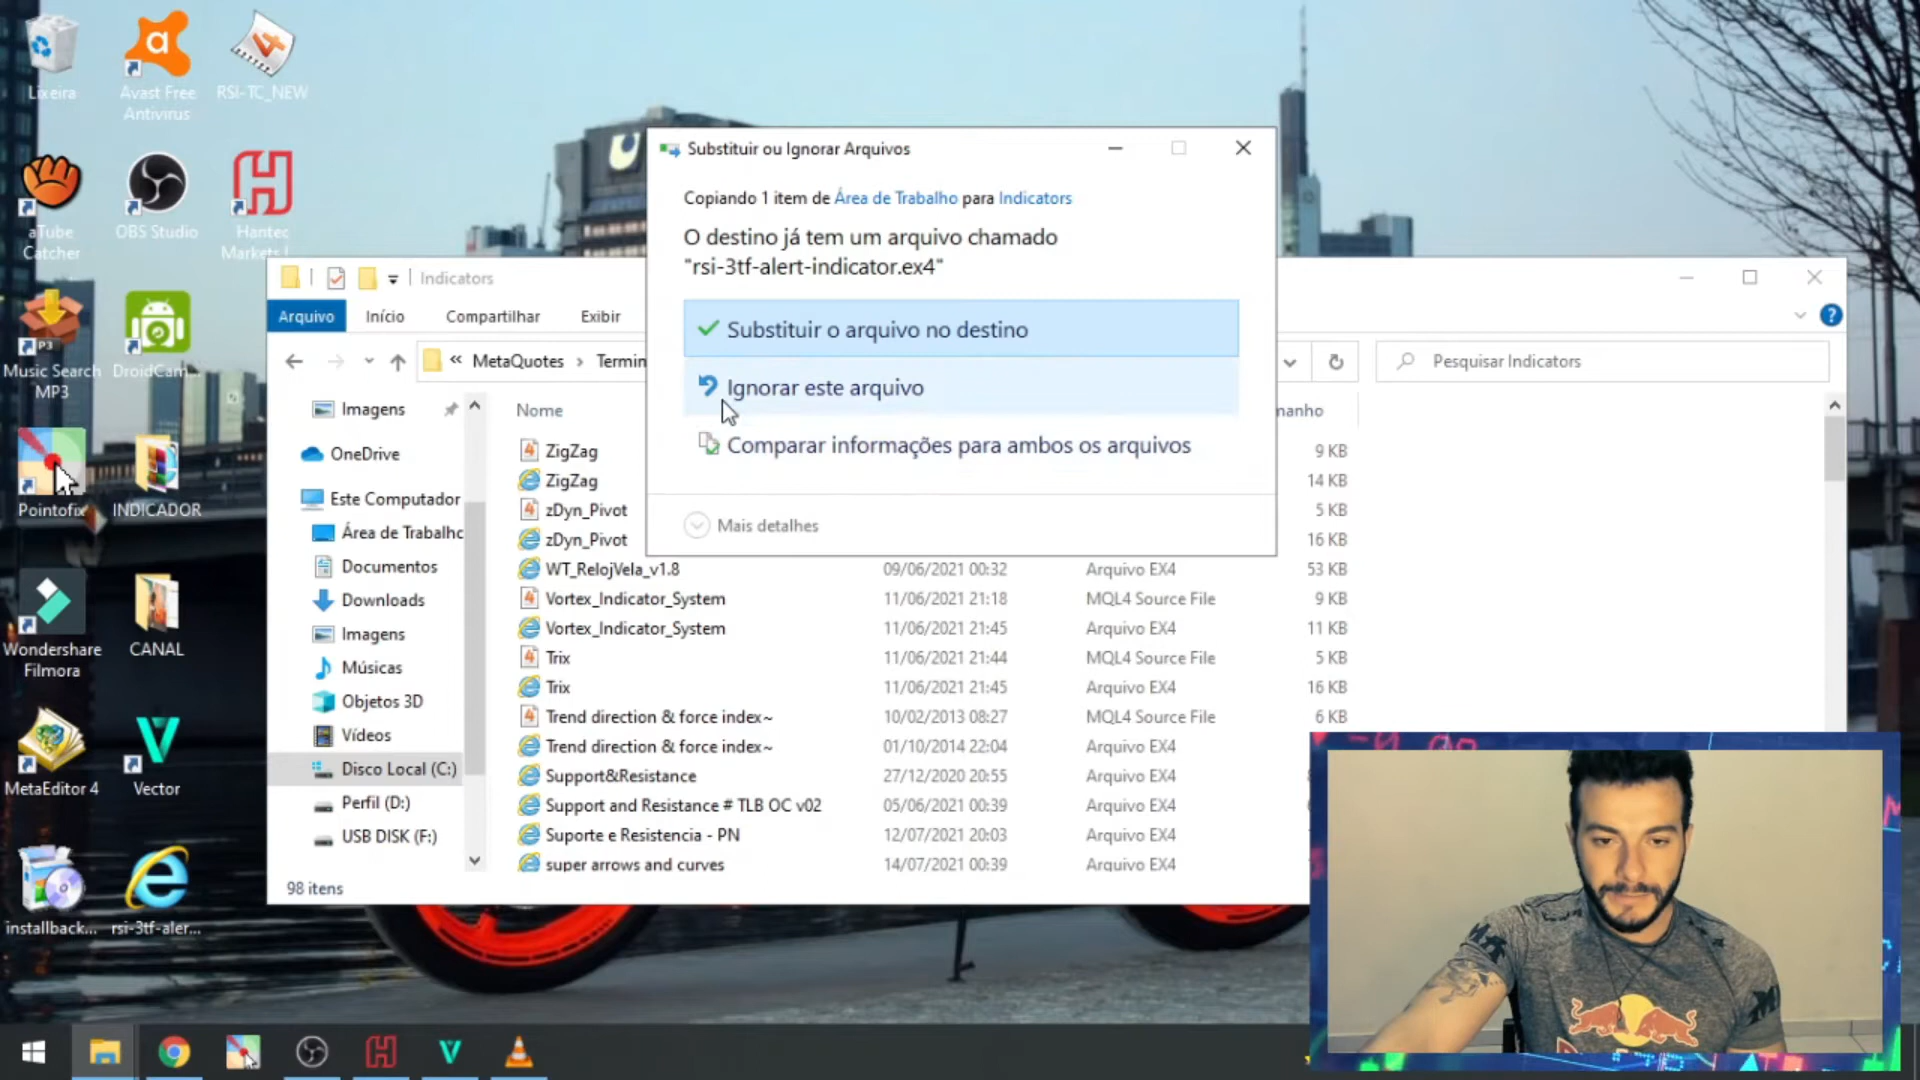 Lixeira
Avast Free
Antivirus
RSI-TC_NEW
aTube
Catcher
OBS Studio
Hantec
Markets
Music Search
MP3
DroidCam...
Pointofix
INDICADOR
Wondershare
Filmora
CANAL
MetaEditor 4
Vector
installback...
rsi-3tf-aler...
Substituir ou Ignorar Arquivos
Copiando 1 item de Área de Trabalho para Indicators
O destino já tem um arquivo chamado
"rsi-3tf-alert-indicator.ex4"
Substituir o arquivo no destino
Ignorar este arquivo
Comparar informações para ambos os arquivos
Mais detalhes
Indicators
Arquivo Início Compartilhar Exibir
« MetaQuotes › Termin
Pesquisar Indicators
Imagens
OneDrive
Este Computador
Área de Trabalho
Documentos
Downloads
Imagens
Músicas
Objetos 3D
Vídeos
Disco Local (C:)
Perfil (D:)
USB DISK (F:)
Nome manho
ZigZag 9 KB
ZigZag 14 KB
zDyn_Pivot 5 KB
zDyn_Pivot 16 KB
WT_RelojVela_v1.8 09/06/2021 00:32 Arquivo EX4 53 KB
Vortex_Indicator_System 11/06/2021 21:18 MQL4 Source File 9 KB
Vortex_Indicator_System 11/06/2021 21:45 Arquivo EX4 11 KB
Trix 11/06/2021 21:44 MQL4 Source File 5 KB
Trix 11/06/2021 21:45 Arquivo EX4 16 KB
Trend direction & force index~ 10/02/2013 08:27 MQL4 Source File 6 KB
Trend direction & force index~ 01/10/2014 22:04 Arquivo EX4
Support&Resistance 27/12/2020 20:55 Arquivo EX4
Support and Resistance # TLB OC v02 05/06/2021 00:39 Arquivo EX4
Suporte e Resistencia - PN 12/07/2021 20:03 Arquivo EX4
super arrows and curves 14/07/2021 00:39 Arquivo EX4
98 itens